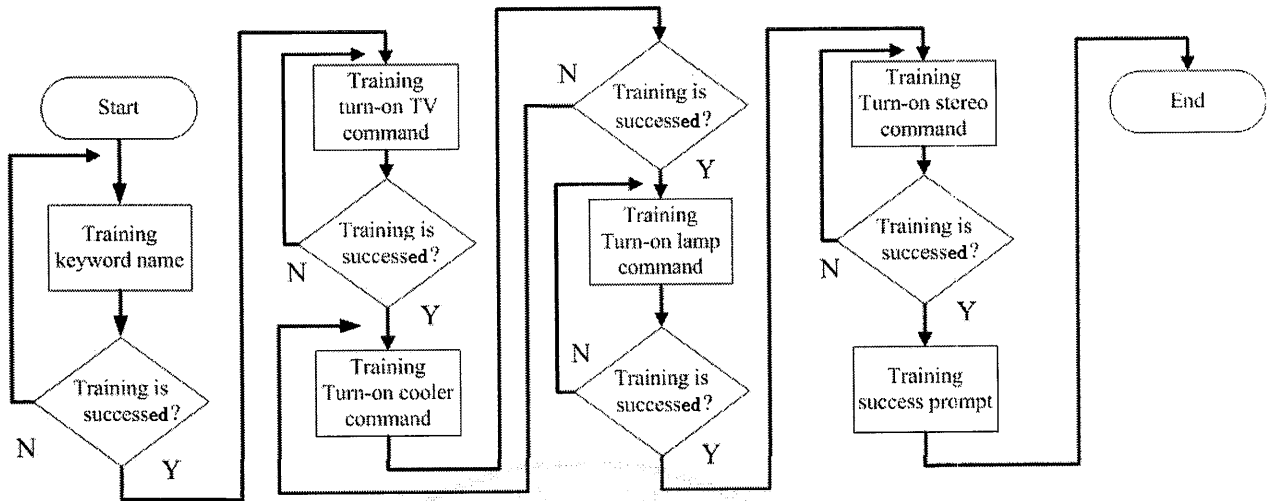 Start
Training
keyword name
Training is
successed?
N
Y
Training
turn-on TV
command
Training is
successed?
N
Y
Training
Turn-on cooler
command
N
Training is
successed?
Y
Training
Turn-on lamp
command
N
Training is
successed?
Y
Training
Turn-on stereo
command
Training is
successed?
N
Y
Training
success prompt
End